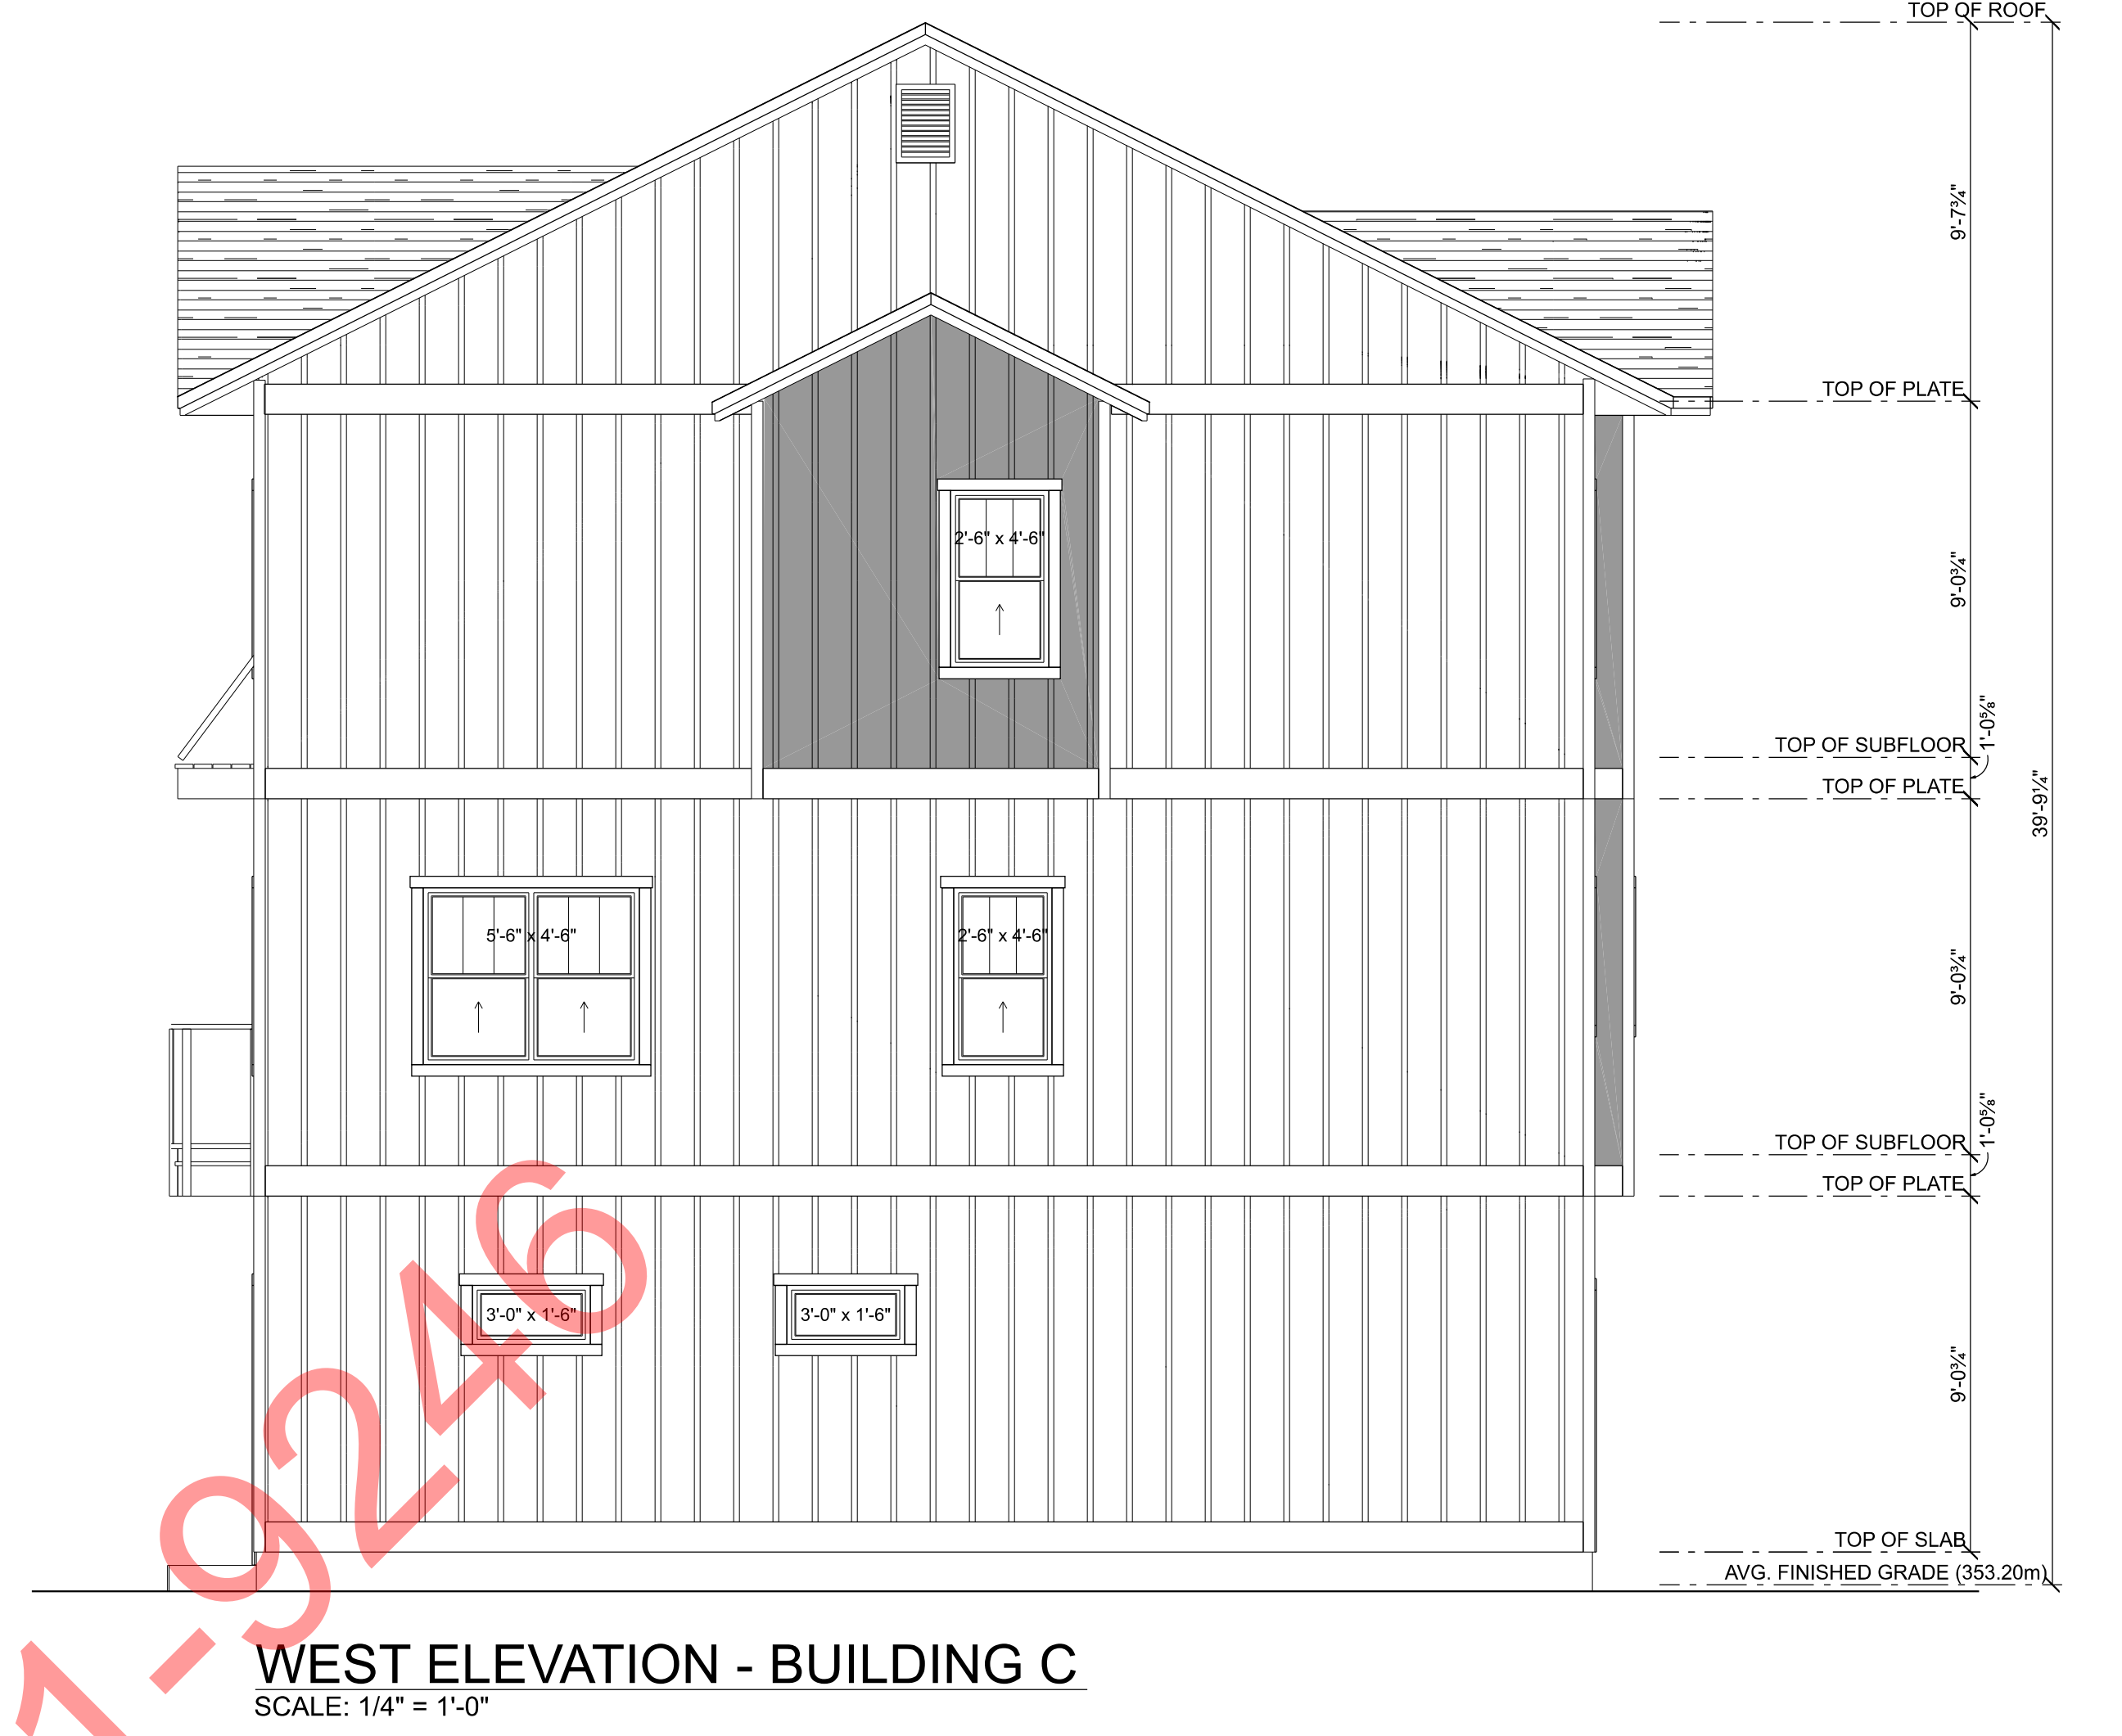 TOP OF ROOF
9'-7¾"
TOP OF PLATE
2'-6" x 4'-6"
9'-0¾"
TOP OF SUBFLOOR
1'-0⅝"
TOP OF PLATE
39'-9¼"
5'-6" x 4'-6"
2'-6" x 4'-6"
9'-0¾"
TOP OF SUBFLOOR
1'-0⅝"
TOP OF PLATE
3'-0" x 1'-6"
3'-0" x 1'-6"
9'-0¾"
TOP OF SLAB
AVG. FINISHED GRADE (353.20m)
1-9246
WEST ELEVATION - BUILDING C
SCALE: 1/4" = 1'-0"